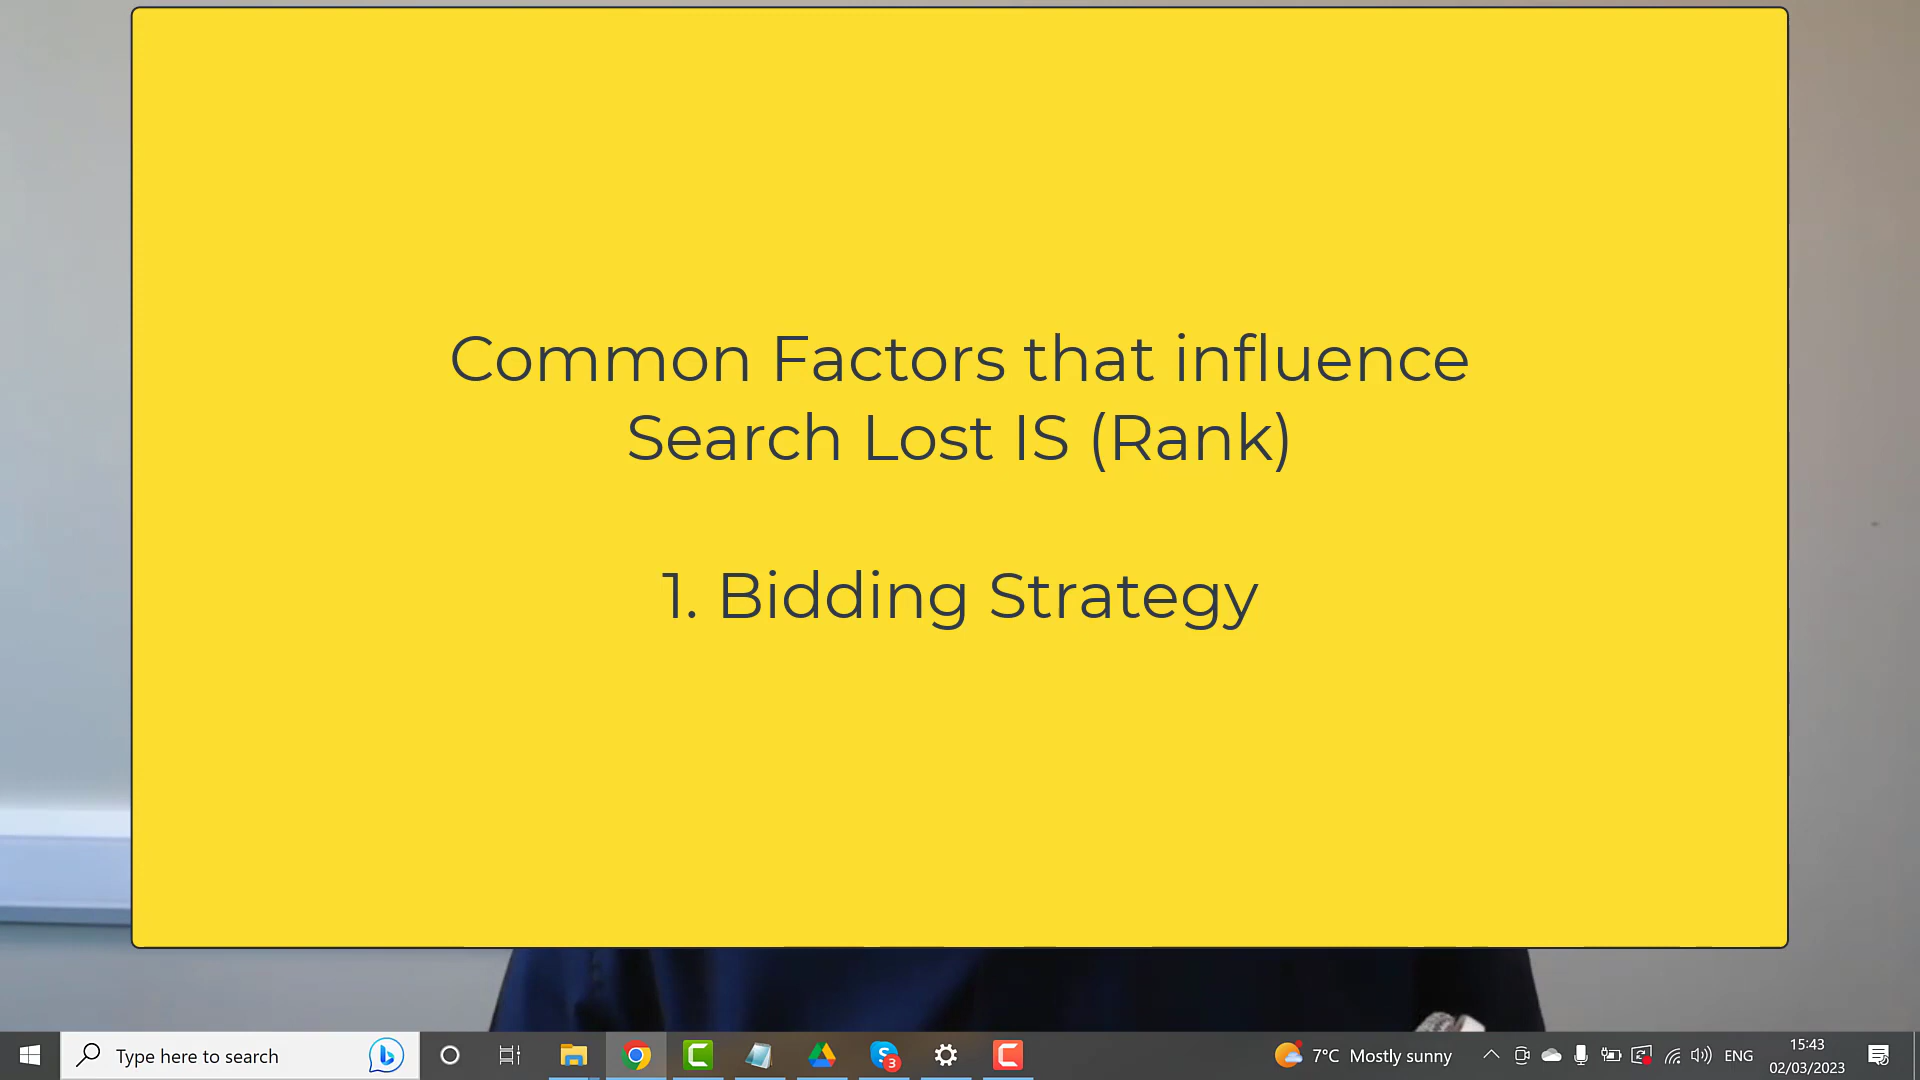 Common Factors that influence
Search Lost IS (Rank)
1. Bidding Strategy
Type here to search
3
7°C Mostly sunny
ENG
15:43
02/03/2023